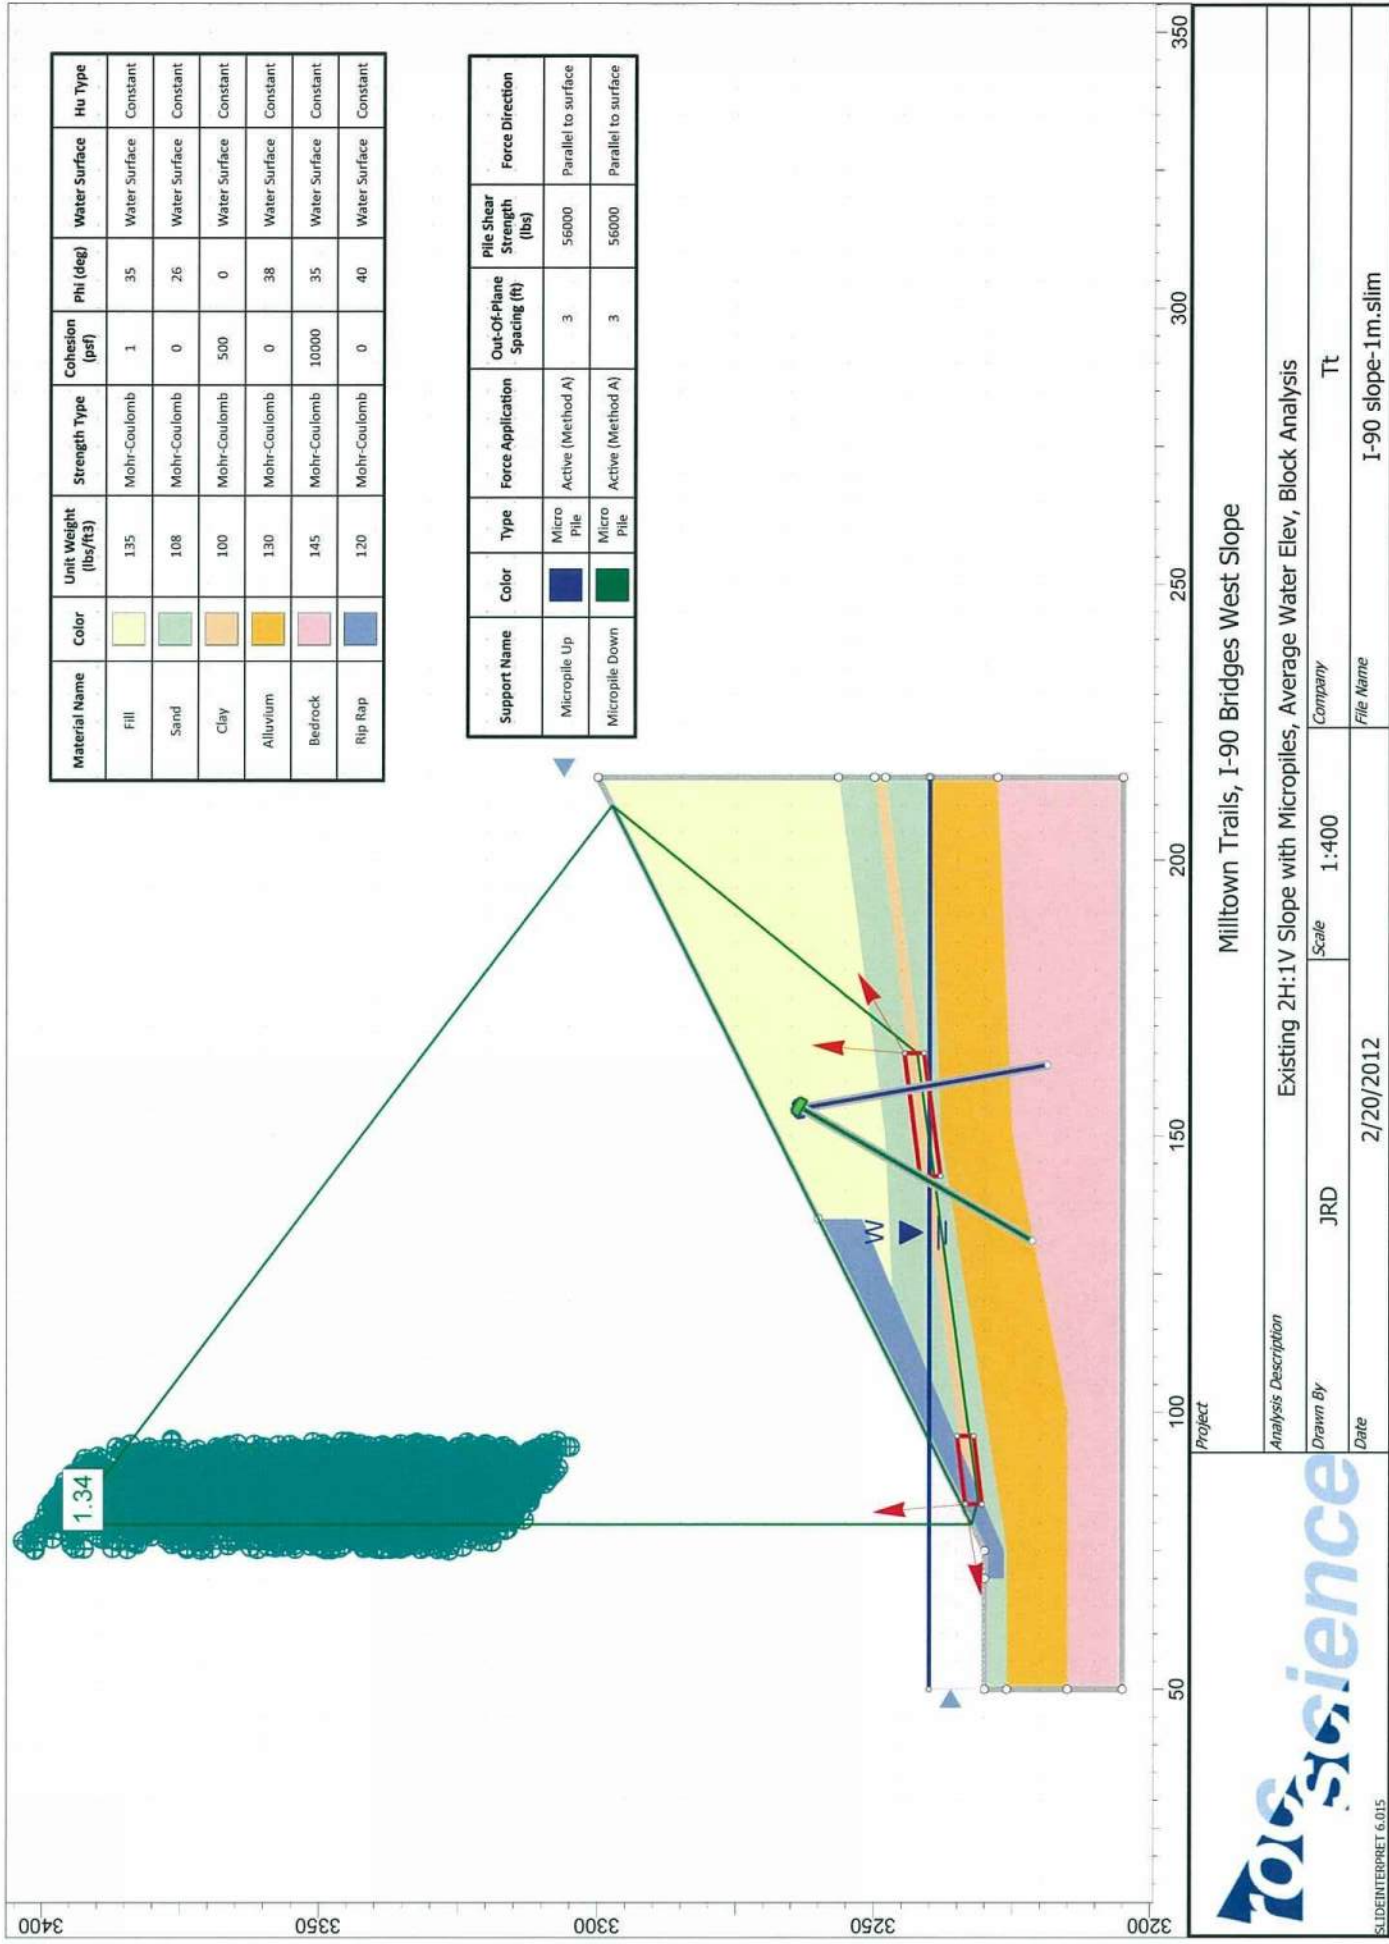 Material Name Color Unit Weight (lbs/ft3) Strength Type Cohesion (psf) Phi (deg) Water Surface Hu Type
Fill 135 Mohr-Coulomb 1 35 Water Surface Constant
Sand 108 Mohr-Coulomb 0 26 Water Surface Constant
Clay 100 Mohr-Coulomb 500 0 Water Surface Constant
Alluvium 130 Mohr-Coulomb 0 38 Water Surface Constant
Bedrock 145 Mohr-Coulomb 10000 35 Water Surface Constant
Rip Rap 120 Mohr-Coulomb 0 40 Water Surface Constant
Support Name Color Type Force Application Out-Of-Plane Spacing (ft) Pile Shear Strength (lbs) Force Direction
Micropile Up Micro Pile Active (Method A) 3 56000 Parallel to surface
Micropile Down Micro Pile Active (Method A) 3 56000 Parallel to surface
1.34
W
3400
3350
3300
3250
3200
50 100 150 200 250 300 350
rocscience
SLIDEINTERPRET 6.015
Project
Milltown Trails, I-90 Bridges West Slope
Analysis Description
Existing 2H:1V Slope with Micropiles, Average Water Elev, Block Analysis
Drawn By JRD Scale 1:400 Company Tt
Date 2/20/2012 File Name I-90 slope-1m.slim